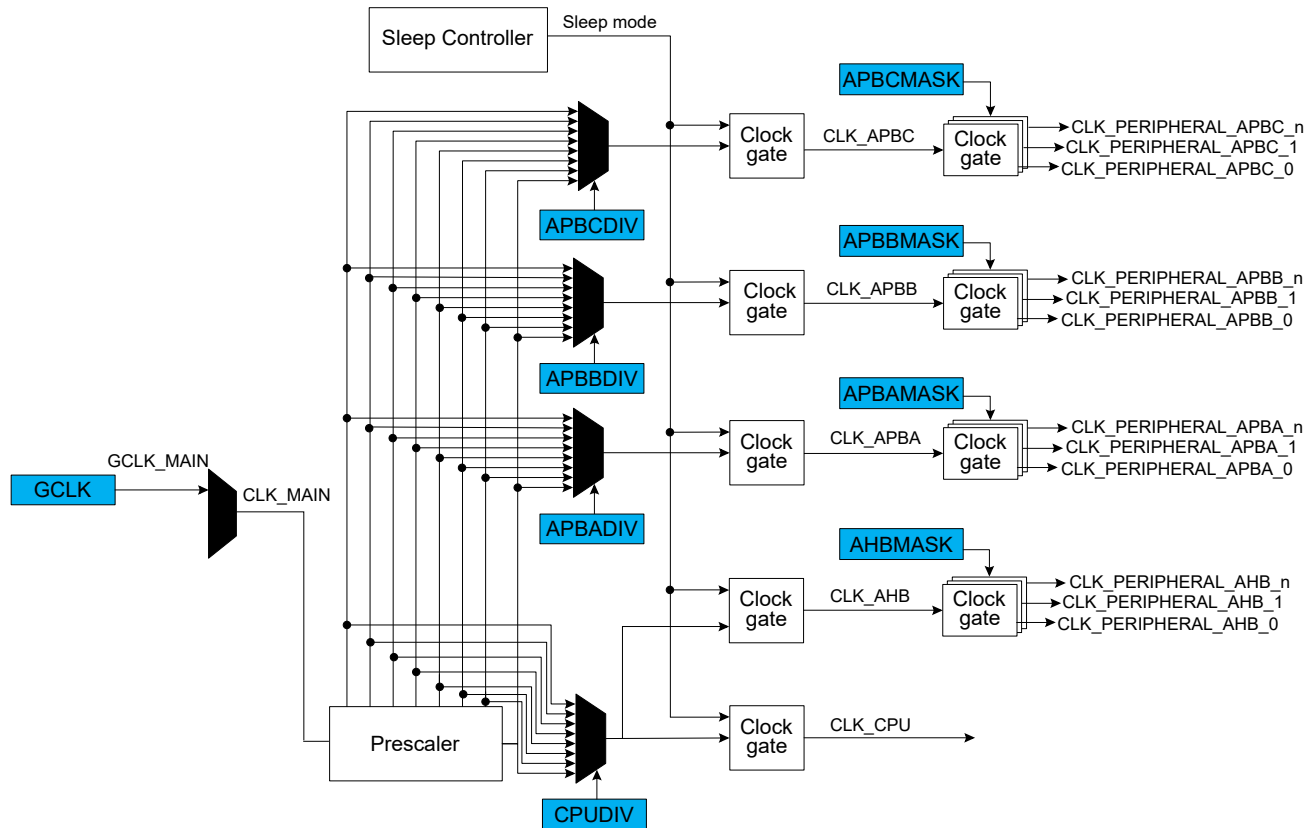 Sleep mode
Sleep Controller
APBCMASK
Clock
gate
CLK_APBC
Clock
gate
CLK_PERIPHERAL_APBC_n
CLK_PERIPHERAL_APBC_1
CLK_PERIPHERAL_APBC_0
APBCDIV
APBBMASK
Clock
gate
CLK_APBB
Clock
gate
CLK_PERIPHERAL_APBB_n
CLK_PERIPHERAL_APBB_1
CLK_PERIPHERAL_APBB_0
APBBDIV
APBAMASK
Clock
gate
CLK_APBA
Clock
gate
CLK_PERIPHERAL_APBA_n
CLK_PERIPHERAL_APBA_1
CLK_PERIPHERAL_APBA_0
GCLK_MAIN
GCLK
CLK_MAIN
APBADIV
AHBMASK
Clock
gate
CLK_AHB
Clock
gate
CLK_PERIPHERAL_AHB_n
CLK_PERIPHERAL_AHB_1
CLK_PERIPHERAL_AHB_0
Prescaler
Clock
gate
CLK_CPU
CPUDIV